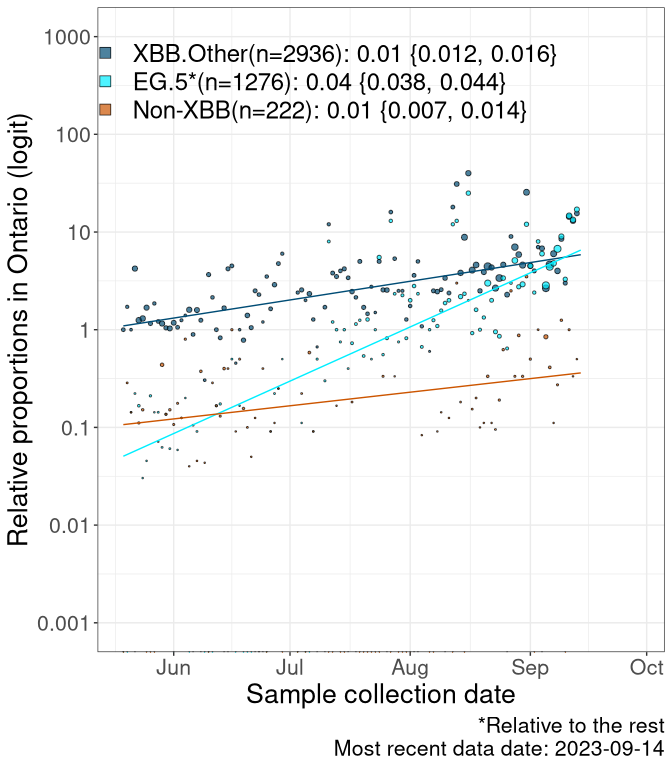 1000
100
10
1
0.1
0.01
0.001
Relative proportions in Ontario (logit)
XBB.Other(n=2936): 0.01 {0.012, 0.016}
EG.5*(n=1276): 0.04 {0.038, 0.044}
Non-XBB(n=222): 0.01 {0.007, 0.014}
Jun Jul Aug Sep Oct
Sample collection date
*Relative to the rest
Most recent data date: 2023-09-14